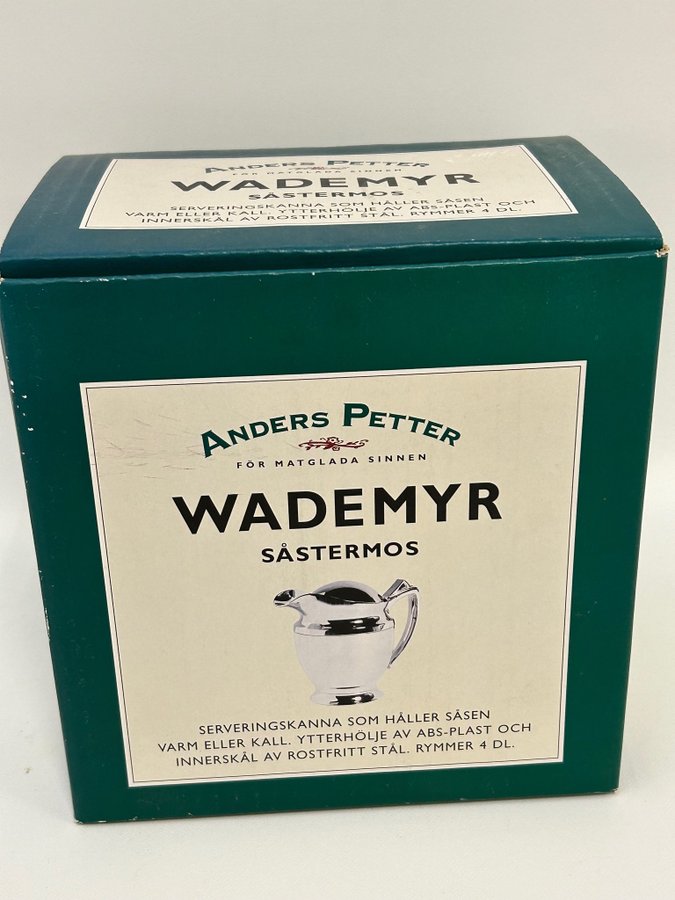 ANDERS PETTER
FÖR MATGLADA SINNEN
WADEMYR
SÅSTERMOS
SERVERINGSKANNA SOM HÅLLER SÅSEN
VARM ELLER KALL. YTTERHÖLJE AV ABS-PLAST OCH
INNERSKÅL AV ROSTFRITT STÅL. RYMMER 4 DL.
ANDERS PETTER
FÖR MATGLADA SINNEN
WADEMYR
SÅSTERMOS
SERVERINGSKANNA SOM HÅLLER SÅSEN
VARM ELLER KALL. YTTERHÖLJE AV ABS-PLAST OCH
INNERSKÅL AV ROSTFRITT STÅL. RYMMER 4 DL.